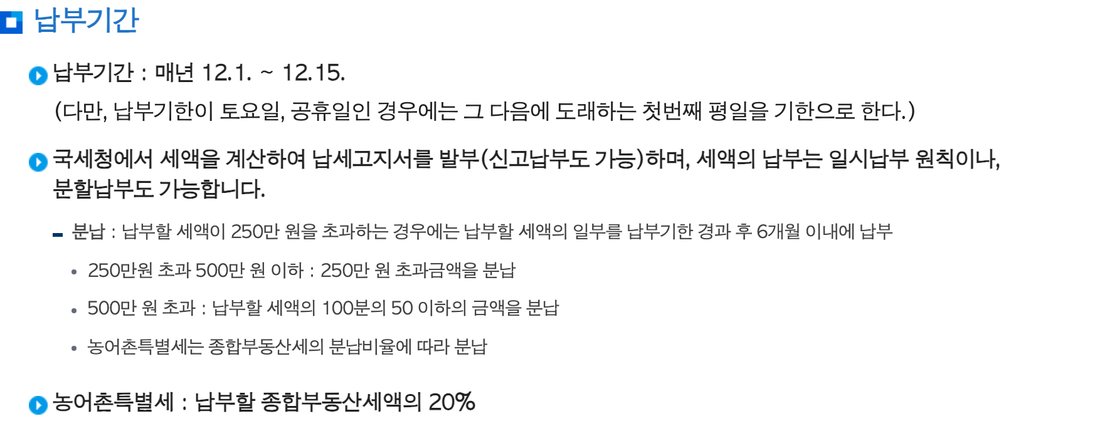 납부기간
납부기간 : 매년 12.1. ~ 12.15.
(다만, 납부기한이 토요일, 공휴일인 경우에는 그 다음에 도래하는 첫번째 평일을 기한으로 한다.)
국세청에서 세액을 계산하여 납세고지서를 발부(신고납부도 가능)하며, 세액의 납부는 일시납부 원칙이나,
분할납부도 가능합니다.
분납 : 납부할 세액이 250만 원을 초과하는 경우에는 납부할 세액의 일부를 납부기한 경과 후 6개월 이내에 납부
250만원 초과 500만 원 이하 : 250만 원 초과금액을 분납
500만 원 초과 : 납부할 세액의 100분의 50 이하의 금액을 분납
농어촌특별세는 종합부동산세의 분납비율에 따라 분납
농어촌특별세 : 납부할 종합부동산세액의 20%